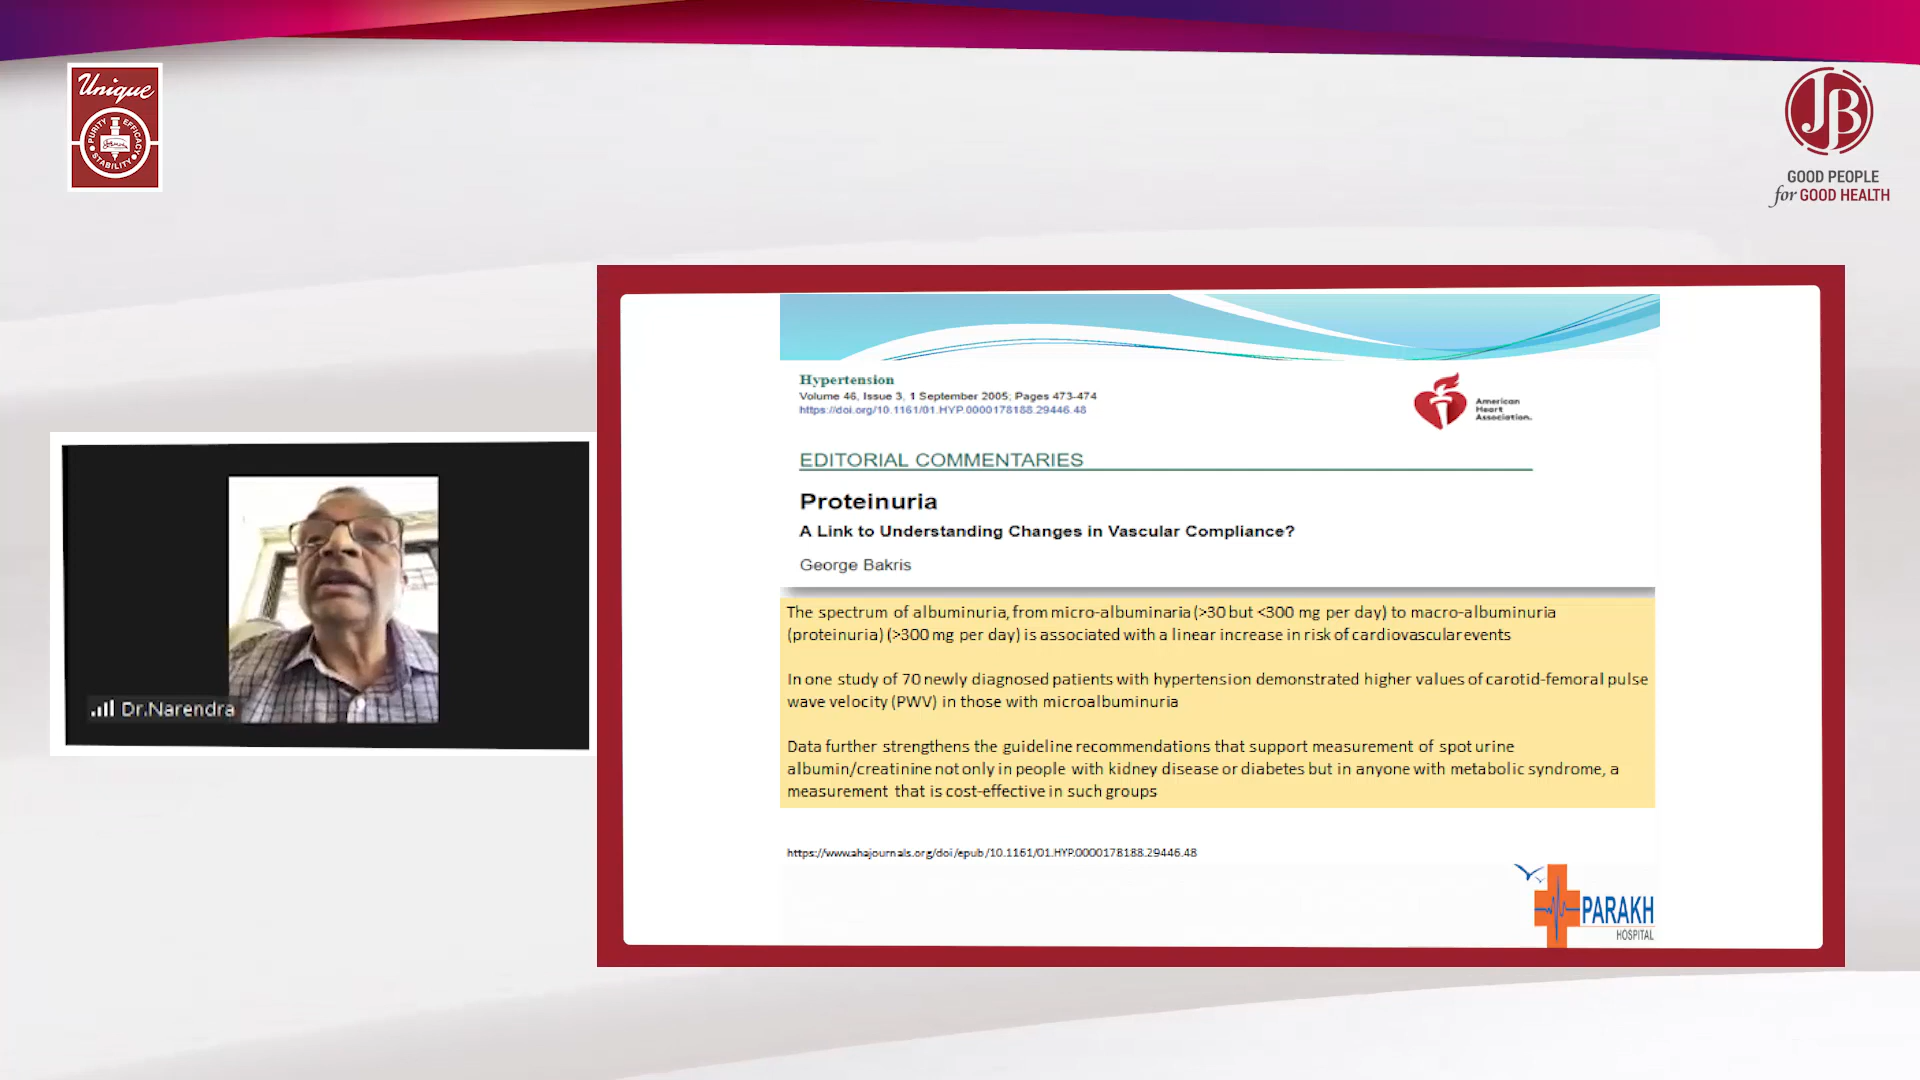 Unique
PURITY EFFICACY
STABILITY
JB
GOOD PEOPLE
for GOOD HEALTH
Hypertension
Volume 46, Issue 3, 1 September 2005; Pages 473-474
https://doi.org/10.1161/01.HYP.0000178188.29446.48
American
Heart
Association.
EDITORIAL COMMENTARIES
Proteinuria
A Link to Understanding Changes in Vascular Compliance?
George Bakris
The spectrum of albuminuria, from micro-albuminaria (>30 but <300 mg per day) to macro-albuminuria
(proteinuria) (>300 mg per day) is associated with a linear increase in risk of cardiovascular events
In one study of 70 newly diagnosed patients with hypertension demonstrated higher values of carotid-femoral pulse
wave velocity (PWV) in those with microalbuminuria
Data further strengthens the guideline recommendations that support measurement of spot urine
albumin/creatinine not only in people with kidney disease or diabetes but in anyone with metabolic syndrome, a
measurement that is cost-effective in such groups
https://www.ahajournals.org/doi/epub/10.1161/01.HYP.0000178188.29446.48
PARAKH
HOSPITAL
Dr.Narendra